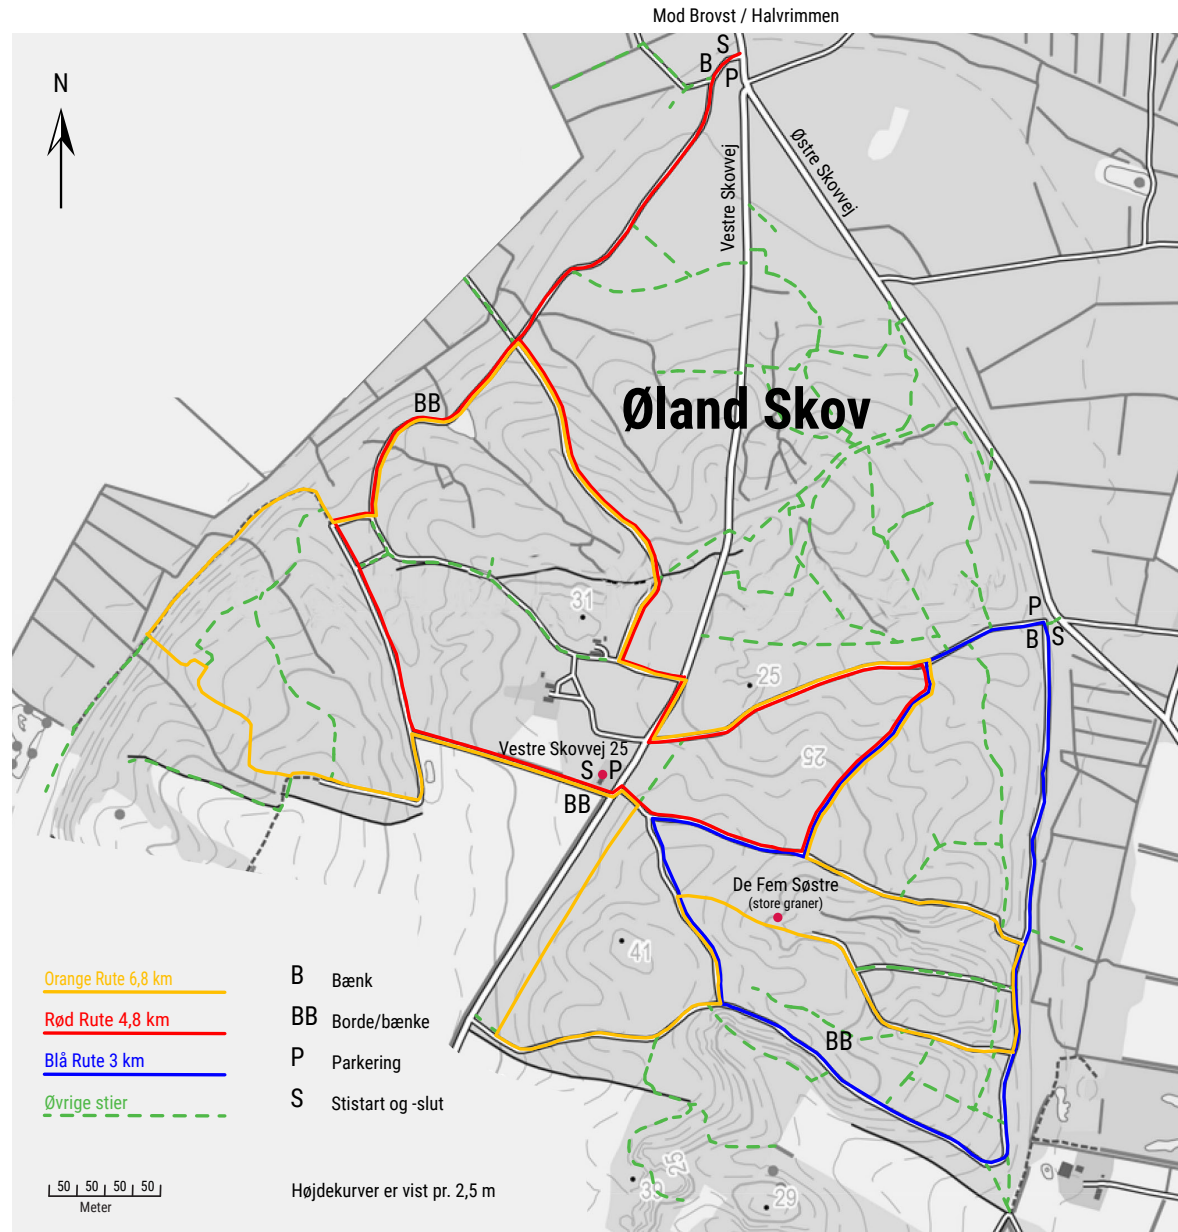 Mod Brovst / Halvrimmen
S
B
P
N
Vestre Skovvej
Østre Skovvej
BB
Øland Skov
31
P
B S
25
25
Vestre Skovvej 25
S P
BB
De Fem Søstre
(store graner)
41
BB
Orange Rute 6,8 km
Rød Rute 4,8 km
Blå Rute 3 km
Øvrige stier
B Bænk
BB Borde/bænke
P Parkering
S Stistart og -slut
50 50 50 50
Meter
Højdekurver er vist pr. 2,5 m
25
29